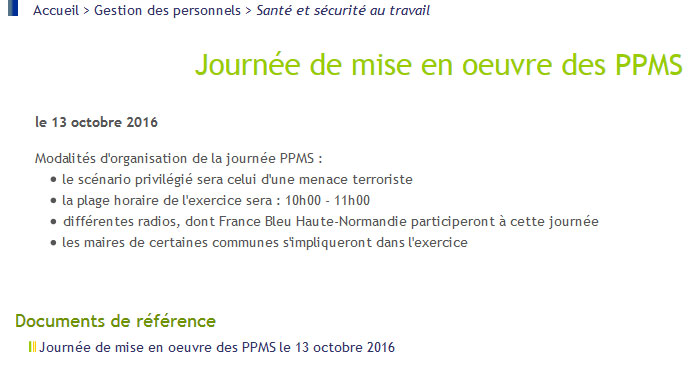 Accueil > Gestion des personnels > Santé et sécurité au travail
Journée de mise en oeuvre des PPMS
le 13 octobre 2016
Modalités d'organisation de la journée PPMS :
• le scénario privilégié sera celui d'une menace terroriste
• la plage horaire de l'exercice sera : 10h00 - 11h00
• différentes radios, dont France Bleu Haute-Normandie participeront à cette journée
• les maires de certaines communes s'impliqueront dans l'exercice
Documents de référence
Journée de mise en oeuvre des PPMS le 13 octobre 2016